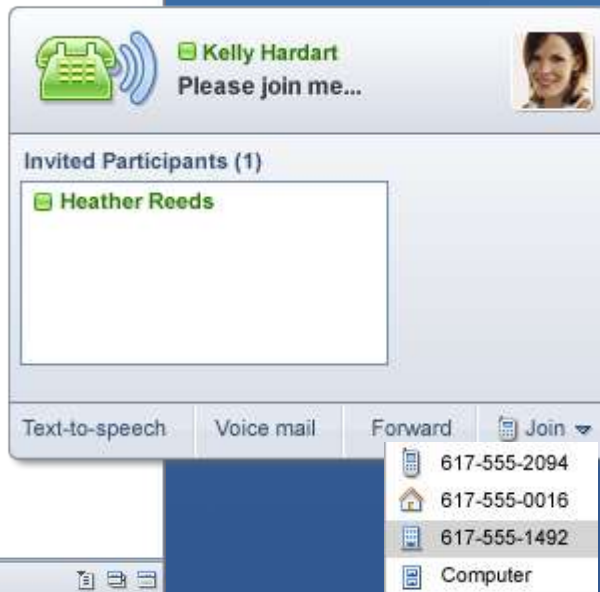 Kelly Hardart
Please join me...
Invited Participants (1)
Heather Reeds
Text-to-speech Voice mail Forward Join
617-555-2094
617-555-0016
617-555-1492
Computer